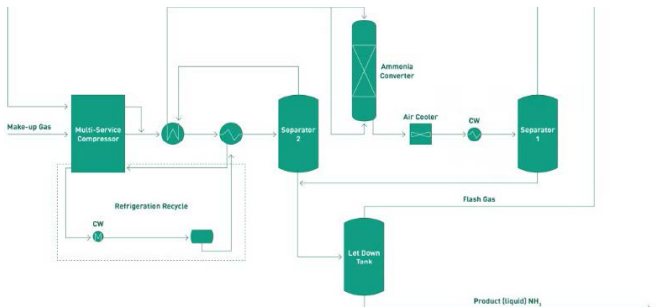 Ammonia
Converter
Air Cooler
CW
Make-up Gas
Multi-Service
Compressor
Separator
2
Separator
1
Refrigeration Recycle
CW
Flash Gas
Let Down
Tank
Product (liquid) NH₃